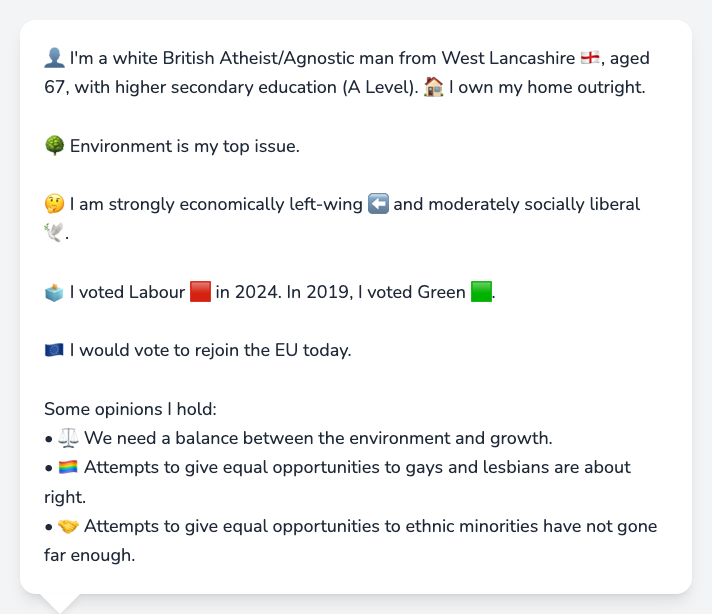 👤 I'm a white British Atheist/Agnostic man from West Lancashire 🏴󠁧󠁢󠁥󠁮󠁧󠁿, aged
67, with higher secondary education (A Level). 🏠 I own my home outright.
🌳 Environment is my top issue.
🤔 I am strongly economically left-wing ⬅️ and moderately socially liberal
🕊️.
🗳️ I voted Labour 🟥 in 2024. In 2019, I voted Green 🟩.
🇪🇺 I would vote to rejoin the EU today.
Some opinions I hold:
• ⚖️ We need a balance between the environment and growth.
• 🏳️‍🌈 Attempts to give equal opportunities to gays and lesbians are about
right.
• 🤝 Attempts to give equal opportunities to ethnic minorities have not gone
far enough.